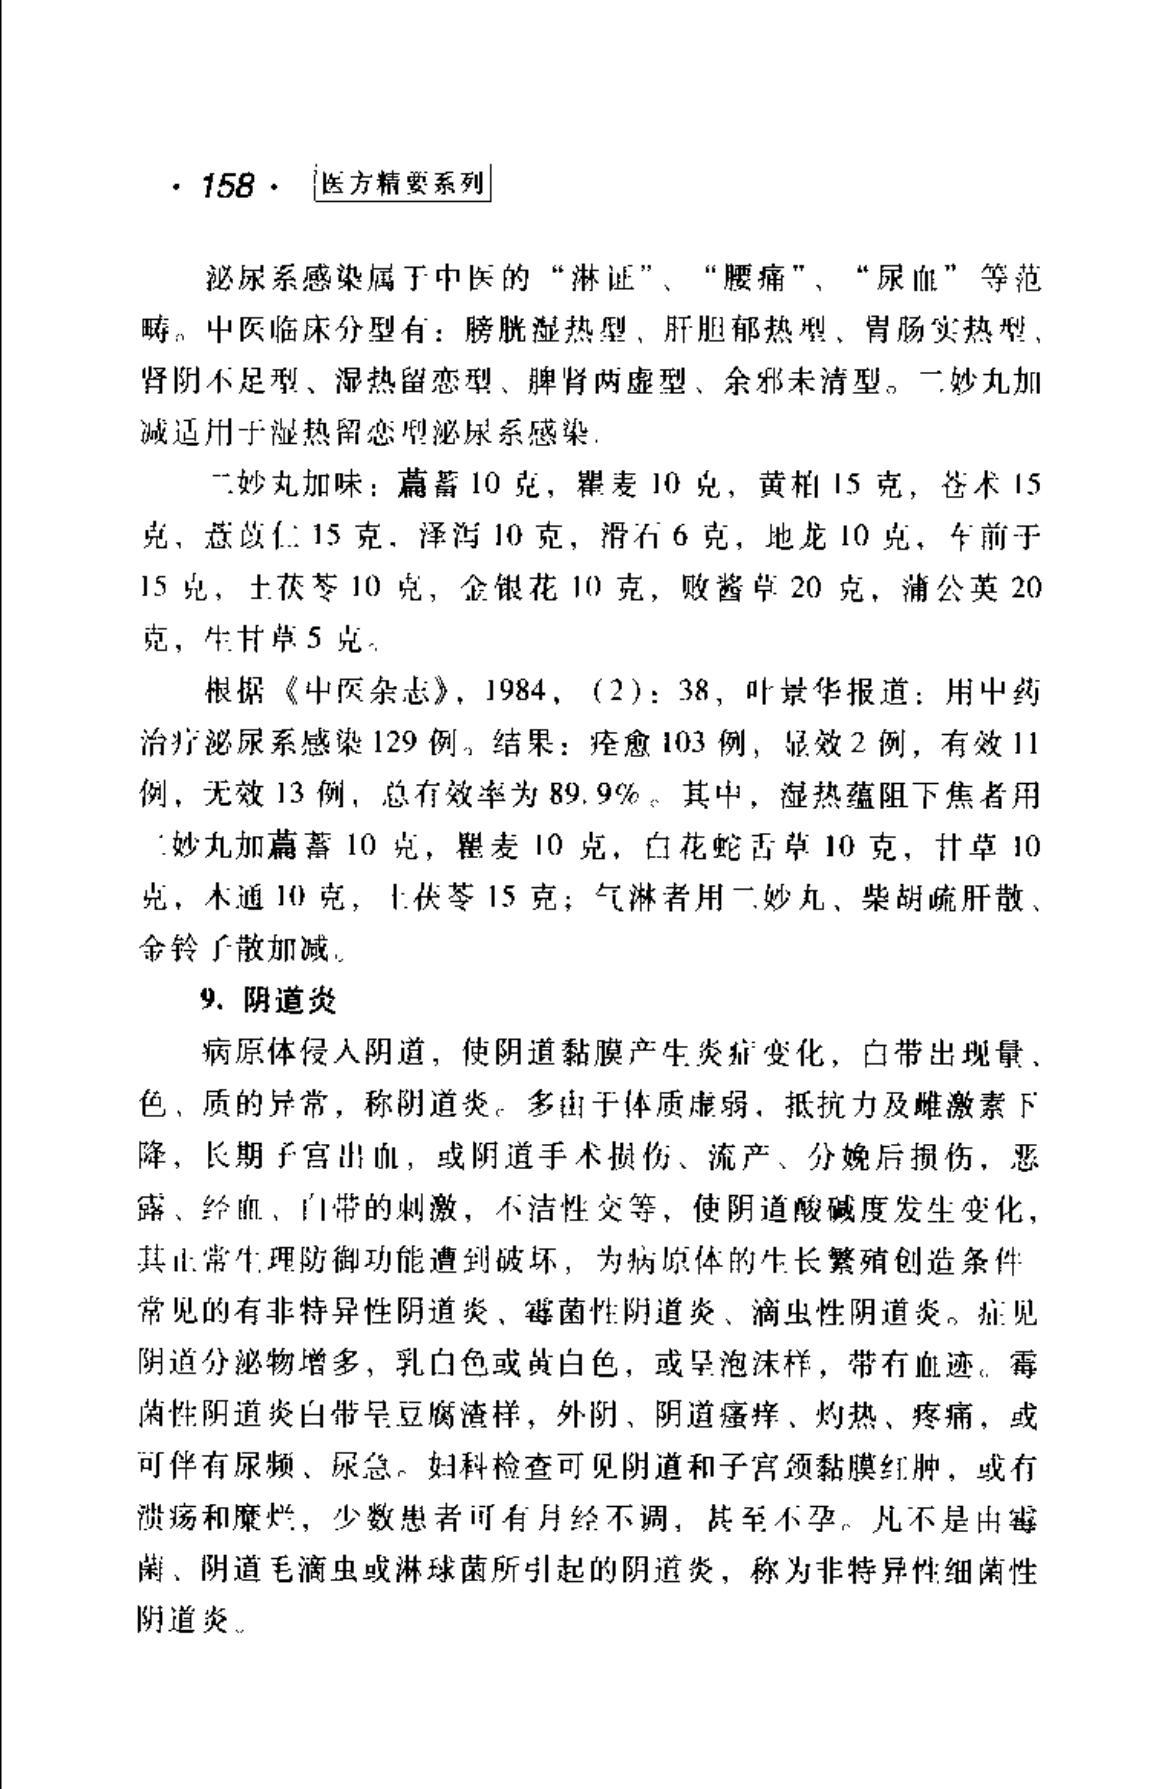 · 158 · 医方精要系列
泌尿系感染属于中医的“淋证”、“腰痛”、“尿血”等范
畴。中医临床分型有：膀胱湿热型、肝胆郁热型、胃肠实热型、
肾阴不足型、湿热留恋型、脾肾两虚型、余邪未清型。二妙丸加
减适用于湿热留恋型泌尿系感染.
二妙丸加味：萹蓄10克，瞿麦10克，黄柏15克，苍术15
克，薏苡仁15克，泽泻10克，滑石6克，地龙10克，车前子
15克，土茯苓10克，金银花10克，败酱草20克，蒲公英20
克，生甘草5克。
根据《中医杂志》，1984，（2）：38，叶景华报道：用中药
治疗泌尿系感染129例。结果：痊愈103例，显效2例，有效11
例，无效13例，总有效率为89.9%。其中，湿热蕴阻下焦者用
二妙丸加萹蓄10克，瞿麦10克，白花蛇舌草10克，甘草10
克，木通10克，土茯苓15克；气淋者用二妙丸、柴胡疏肝散、
金铃子散加减。
9. 阴道炎
病原体侵入阴道，使阴道黏膜产生炎症变化，白带出现量、
色、质的异常，称阴道炎。多由于体质虚弱，抵抗力及雌激素下
降，长期子宫出血，或阴道手术损伤、流产、分娩后损伤，恶
露、经血、白带的刺激，不洁性交等，使阴道酸碱度发生变化，
其正常生理防御功能遭到破坏，为病原体的生长繁殖创造条件
常见的有非特异性阴道炎、霉菌性阴道炎、滴虫性阴道炎。症见
阴道分泌物增多，乳白色或黄白色，或呈泡沫样，带有血迹。霉
菌性阴道炎白带呈豆腐渣样，外阴、阴道瘙痒、灼热、疼痛，或
可伴有尿频、尿急。妇科检查可见阴道和子宫颈黏膜红肿，或有
溃疡和糜烂，少数患者可有月经不调，甚至不孕。凡不是由霉
菌、阴道毛滴虫或淋球菌所引起的阴道炎，称为非特异性细菌性
阴道炎。